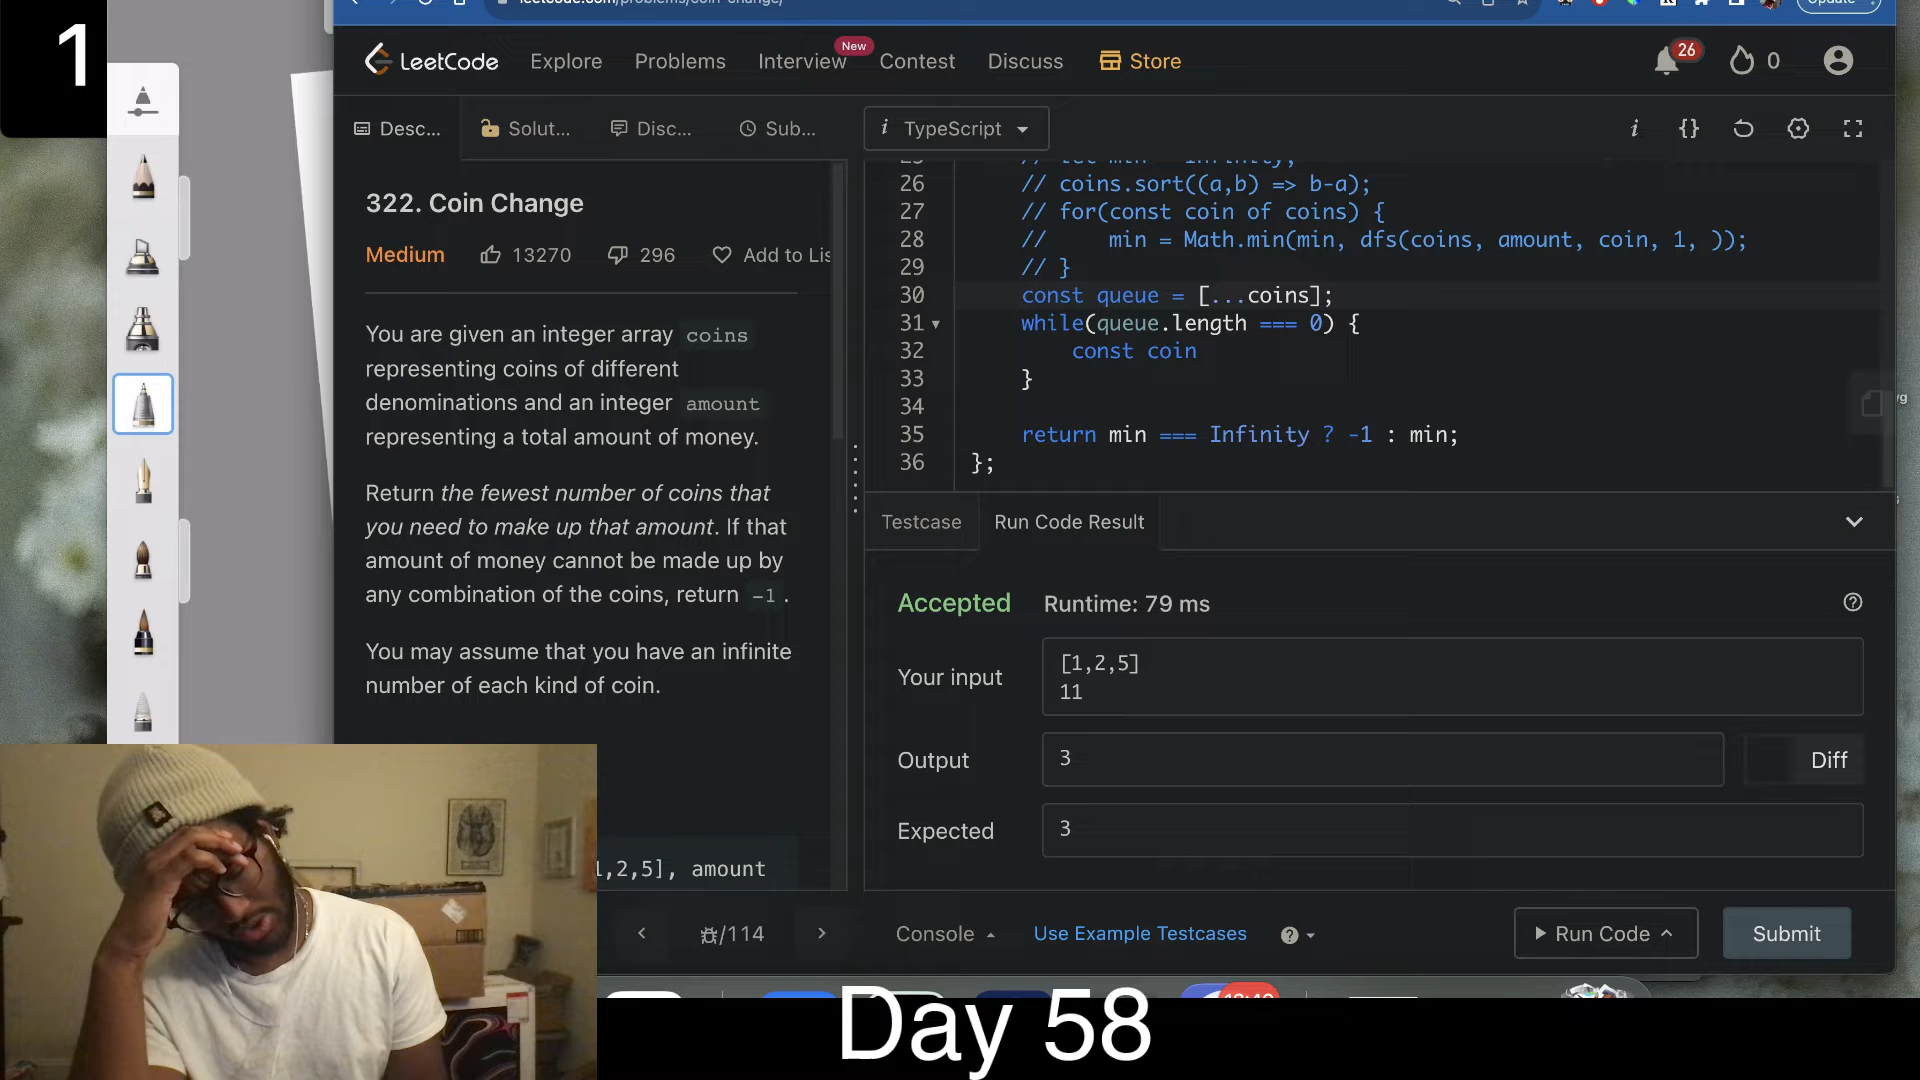 1
LeetCode
Explore
Problems
Interview
New
Contest
Discuss
Store
26
0
Desc...
Solut...
Disc...
Sub...
i TypeScript
322. Coin Change
Medium
13270
296
Add to Lis
You are given an integer array coins
representing coins of different
denominations and an integer amount
representing a total amount of money.
Return the fewest number of coins that
you need to make up that amount. If that
amount of money cannot be made up by
any combination of the coins, return -1 .
You may assume that you have an infinite
number of each kind of coin.
1,2,5], amount
26 // coins.sort((a,b) => b-a);
27 // for(const coin of coins) {
28 // min = Math.min(min, dfs(coins, amount, coin, 1, ));
29 // }
30 const queue = [...coins];
31 while(queue.length === 0) {
32 const coin
33 }
34
35 return min === Infinity ? -1 : min;
36 };
Testcase
Run Code Result
Accepted
Runtime: 79 ms
Your input
[1,2,5]
11
Output
3
Diff
Expected
3
/114
Console
Use Example Testcases
Run Code
Submit
Day 58